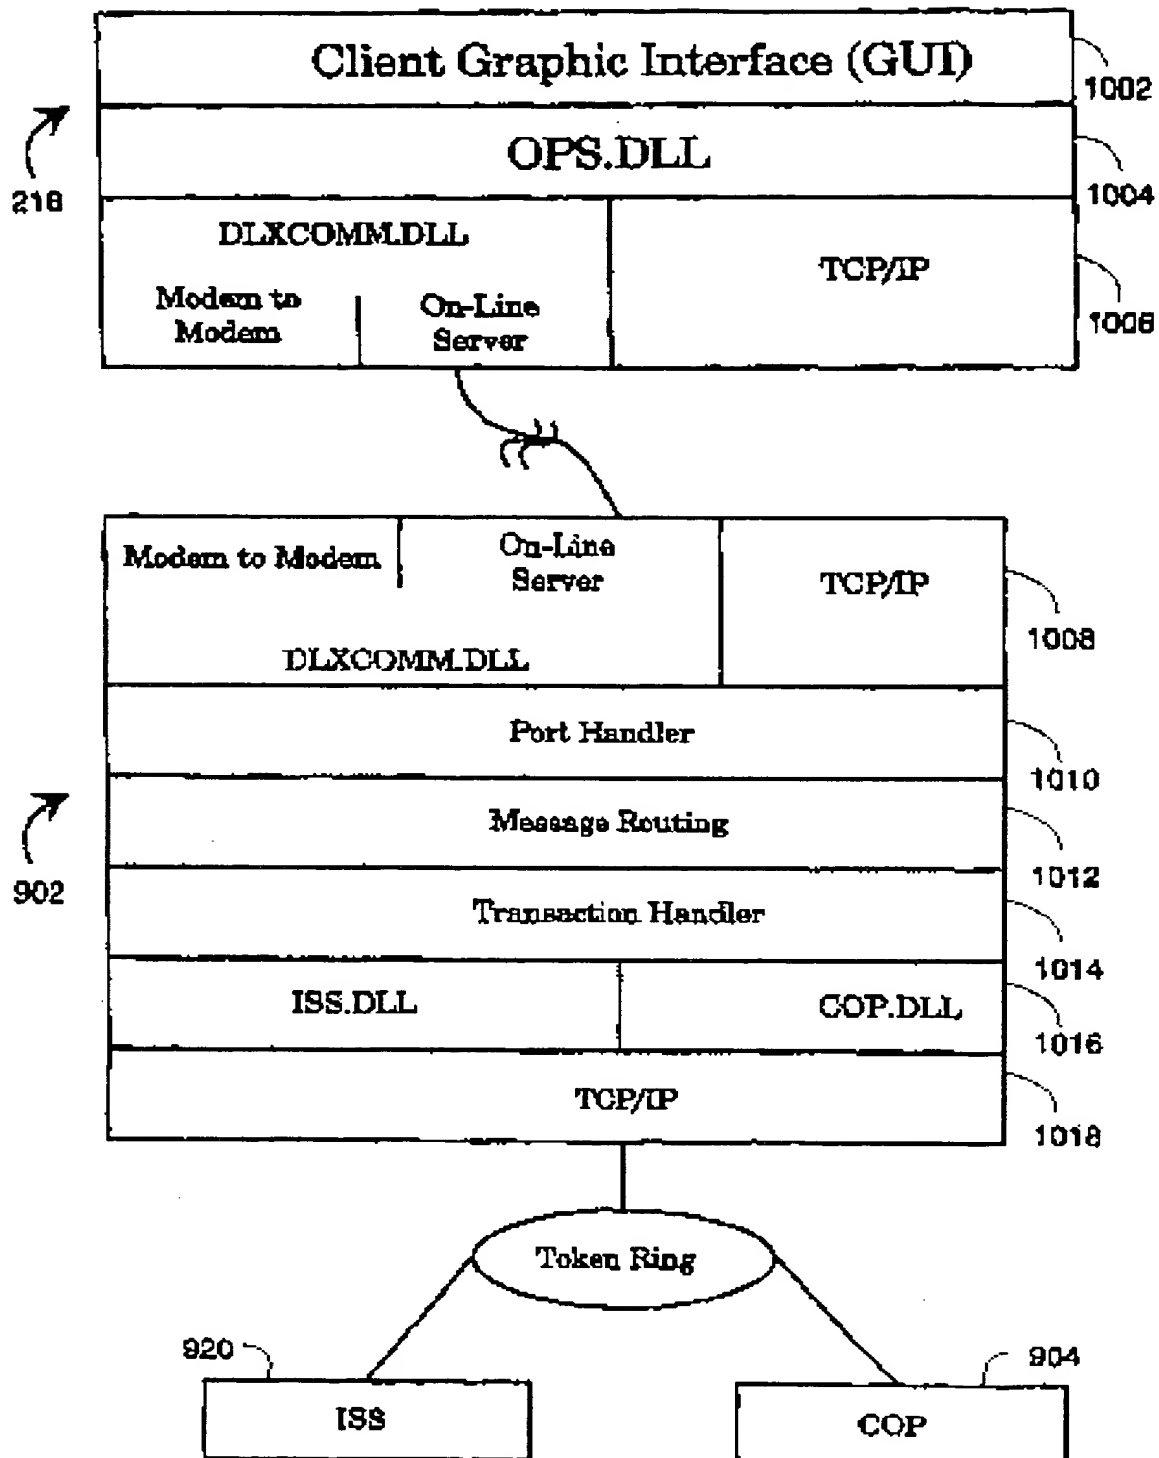 Client Graphic Interface (GUI)
1002
OPS.DLL
1004
218
DLXCOMM.DLL
TCP/IP
Modem to
Modem
On-Line
Server
1006
Modem to Modem
On-Line
Server
TCP/IP
1008
DLXCOMM.DLL
Port Handler
1010
Message Routing
1012
902
Transaction Handler
1014
ISS.DLL
COP.DLL
1016
TCP/IP
1018
Token Ring
920
904
ISS
COP